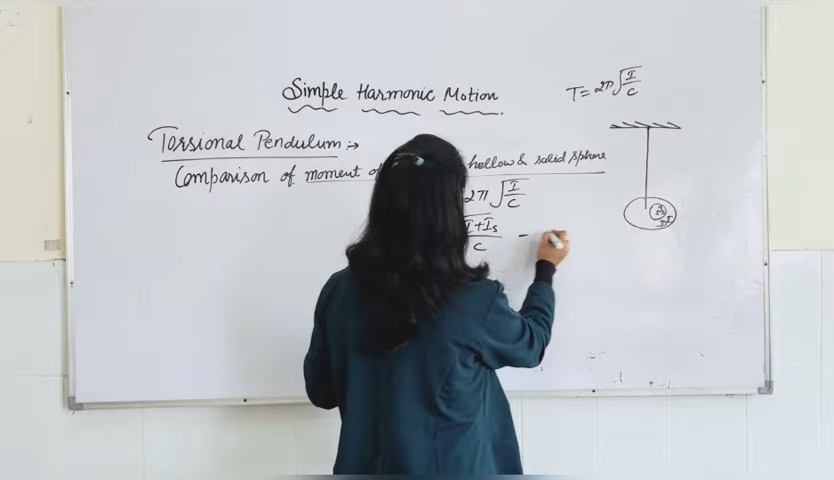 Simple Harmonic Motion
T = 2π√(I/C)
Torsional Pendulum :→
Comparison of moment of hollow & solid sphere
2π√(I/C)
I+Is
C
-